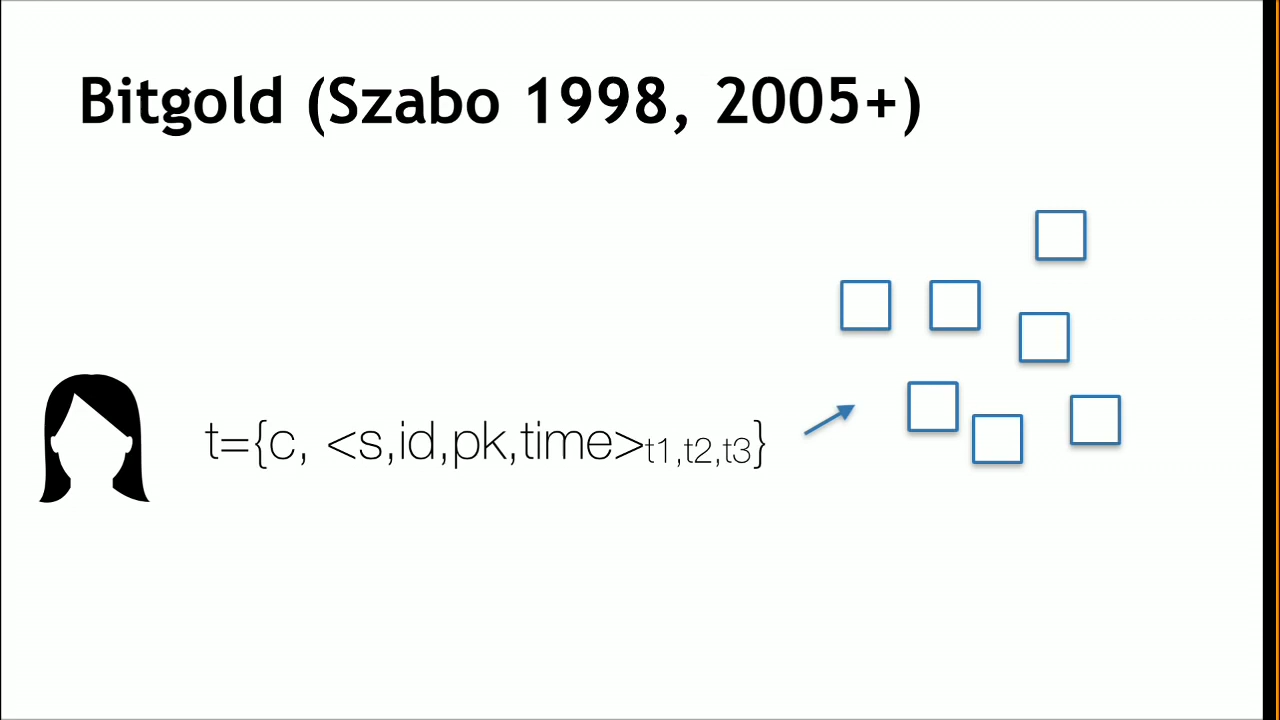 Bitgold (Szabo 1998, 2005+)
t={c, <s,id,pk,time>t1,t2,t3}